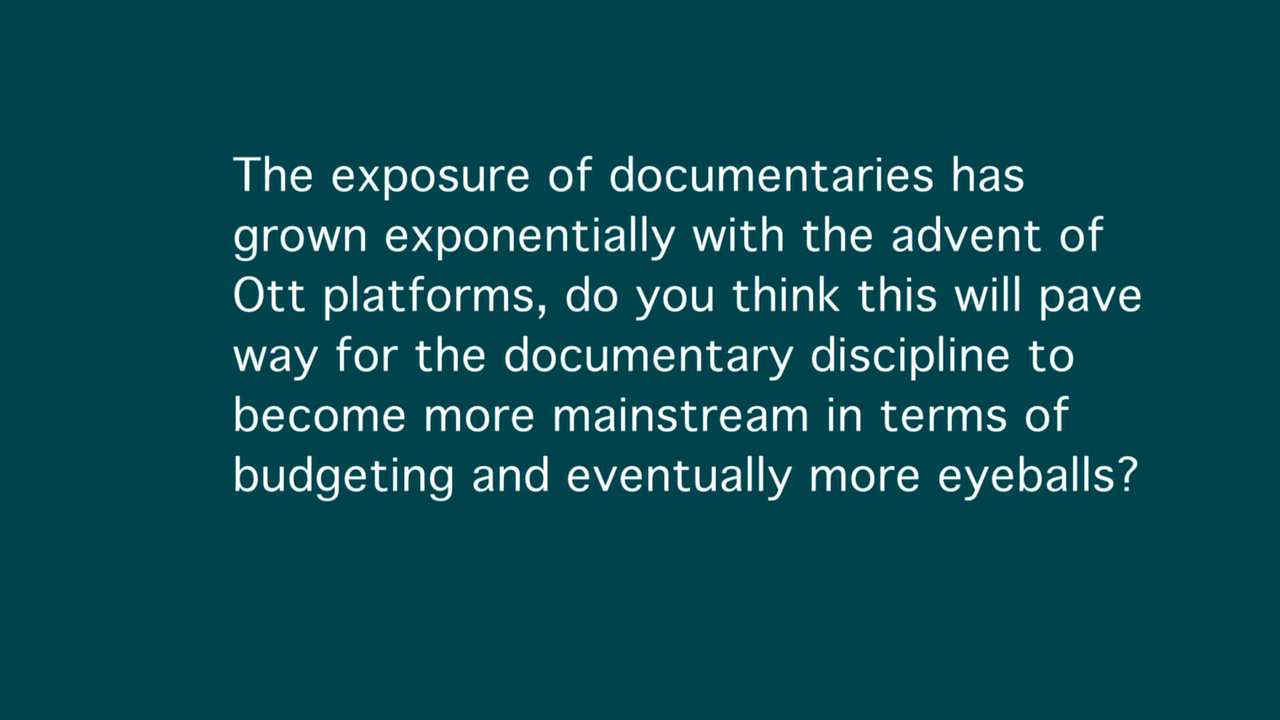 The exposure of documentaries has
grown exponentially with the advent of
Ott platforms, do you think this will pave
way for the documentary discipline to
become more mainstream in terms of
budgeting and eventually more eyeballs?